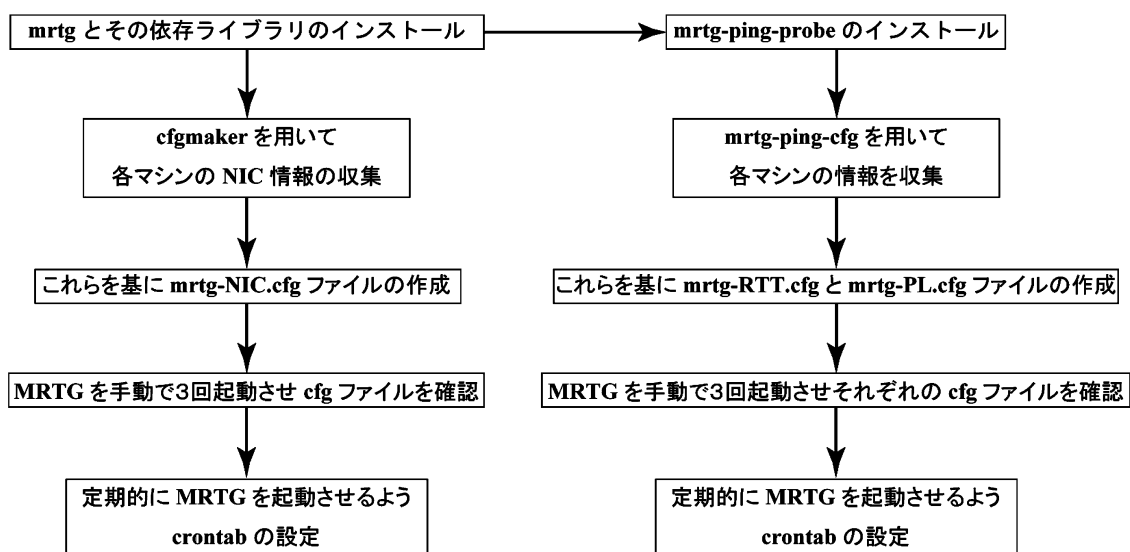 mrtg とその依存ライブラリのインストール
cfgmaker を用いて
各マシンの NIC 情報の収集
これらを基に mrtg-NIC.cfg ファイルの作成
MRTG を手動で3回起動させ cfg ファイルを確認
定期的に MRTG を起動させるよう
crontab の設定
mrtg-ping-probe のインストール
mrtg-ping-cfg を用いて
各マシンの情報を収集
これらを基に mrtg-RTT.cfg と mrtg-PL.cfg ファイルの作成
MRTG を手動で3回起動させそれぞれの cfg ファイルを確認
定期的に MRTG を起動させるよう
crontab の設定